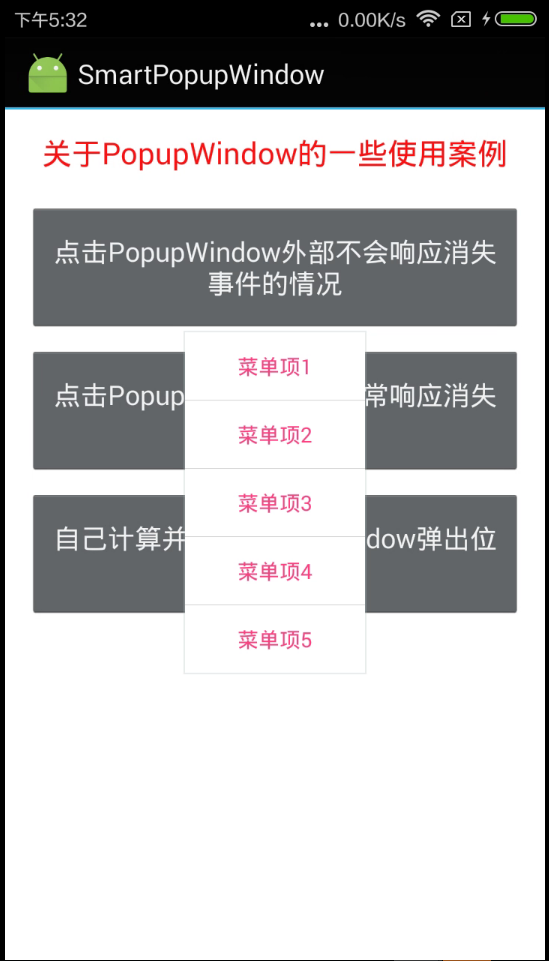 下午5:32
... 0.00K/s
SmartPopupWindow
关于PopupWindow的一些使用案例
点击PopupWindow外部不会响应消失
事件的情况
菜单项1
点击Popup 常响应消失
菜单项2
菜单项3
自己计算并 dow弹出位
菜单项4
菜单项5